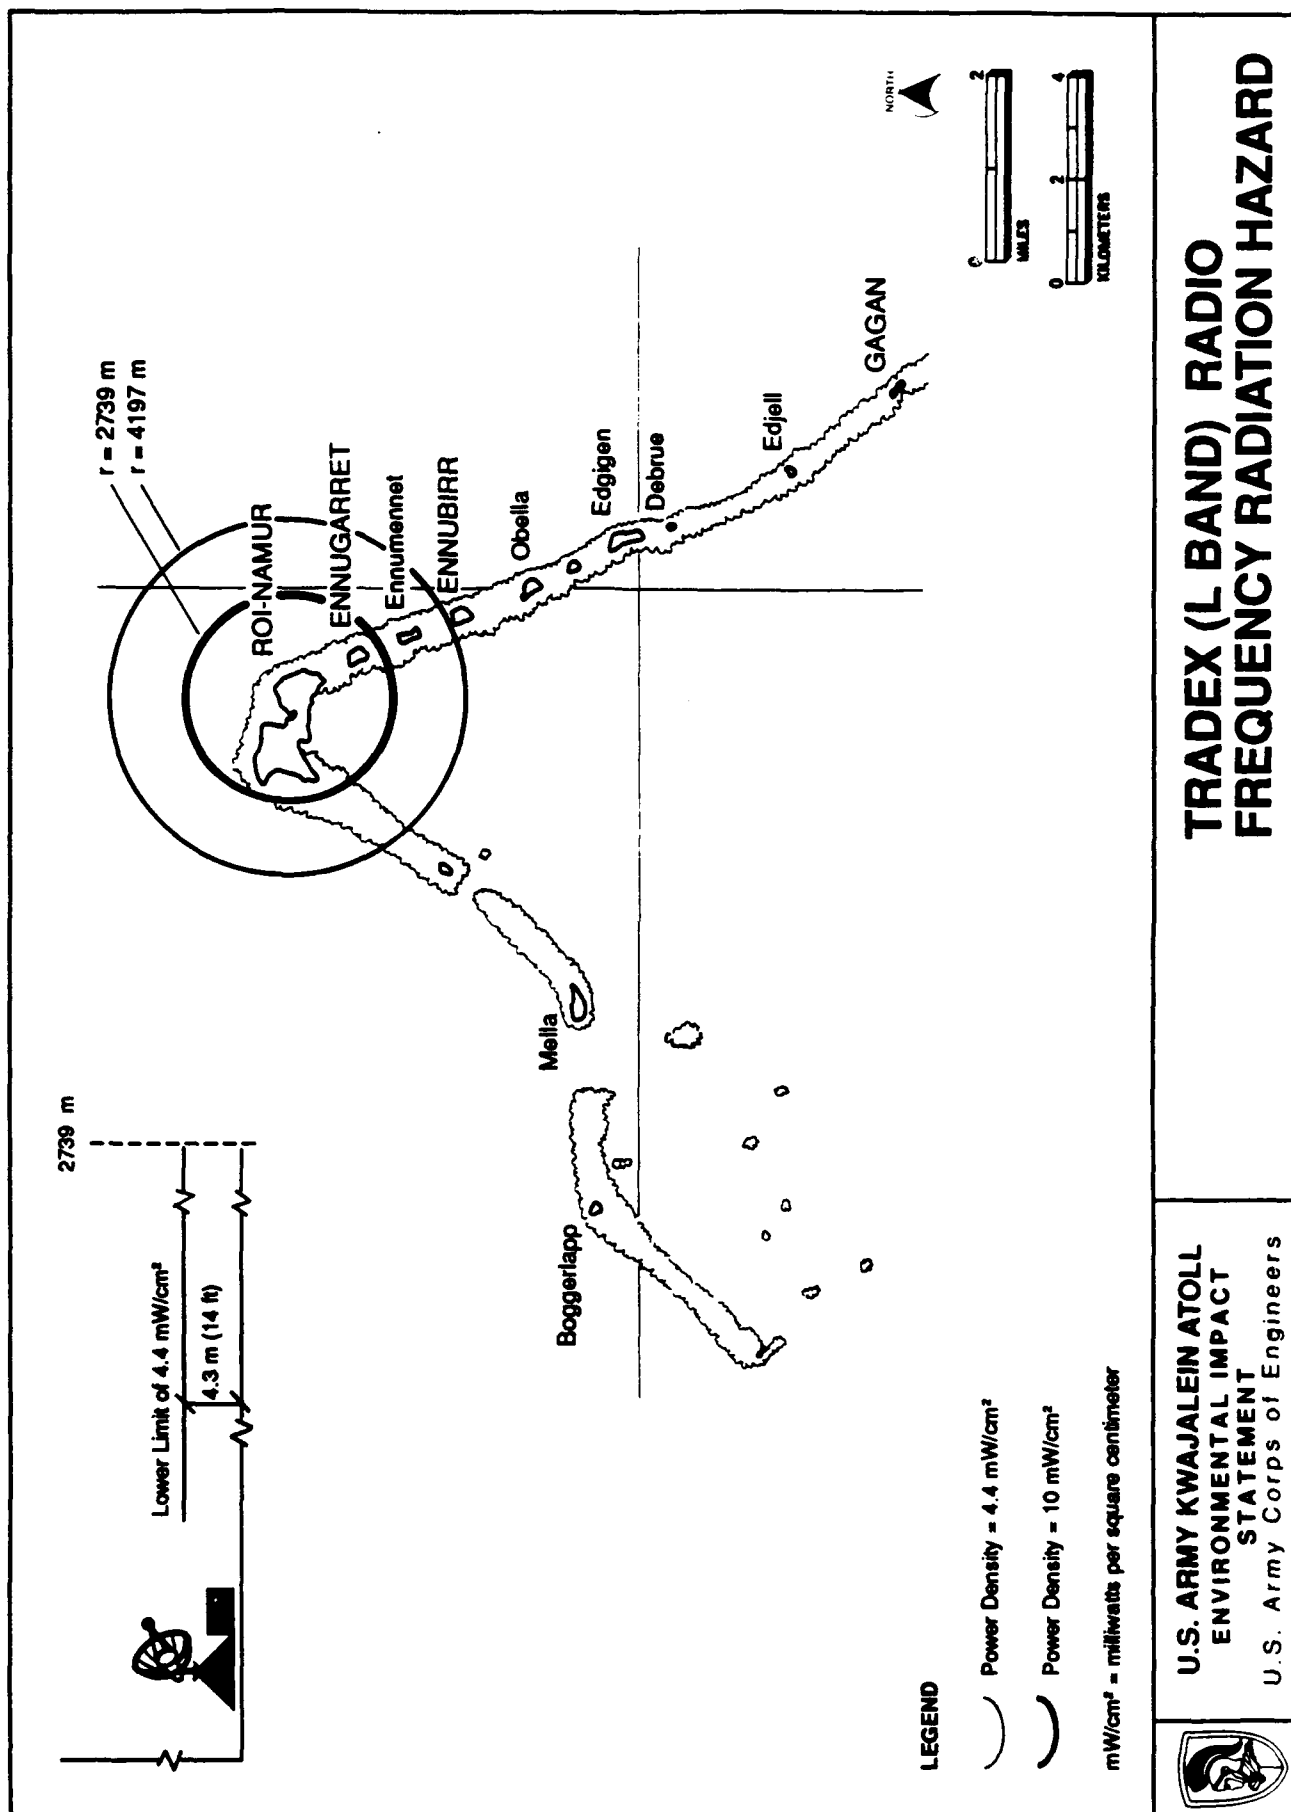 2739 m
Lower Limit of 4.4 mW/cm²
4.3 m (14 ft)
r = 2739 m
r = 4197 m
ROI-NAMUR
ENNUGARRET
Ennumennet
ENNUBIRR
Obella
Edgigen
Debrue
Edjell
GAGAN
Mella
Boggerlapp
NORTH
0 2
MILES
0 2 4
KILOMETERS
LEGEND
Power Density = 4.4 mW/cm²
Power Density = 10 mW/cm²
mW/cm² = milliwatts per square centimeter
U.S. ARMY KWAJALEIN ATOLL
ENVIRONMENTAL IMPACT
STATEMENT
U.S. Army Corps of Engineers
TRADEX (L BAND) RADIO
FREQUENCY RADIATION HAZARD